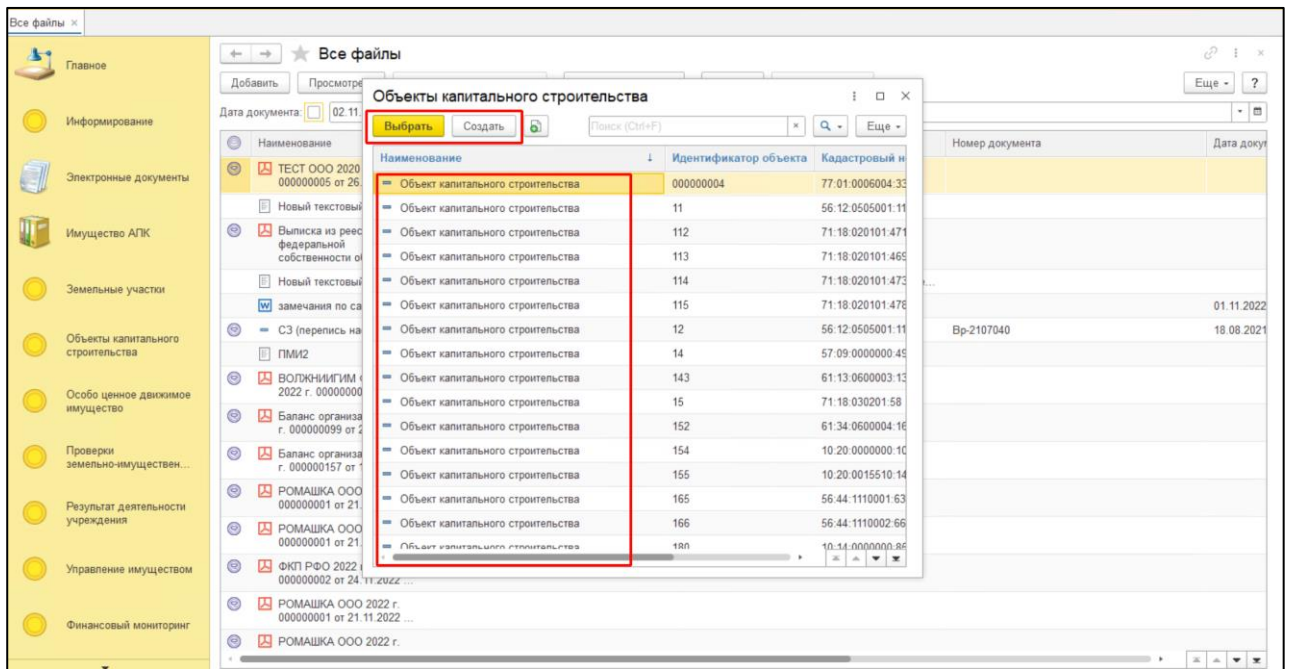 Все файлы ×
Главное
Информирование
Электронные документы
Имущество АПК
Земельные участки
Объекты капитального
строительства
Особо ценное движимое
имущество
Проверки
земельно-имуществен...
Результат деятельности
учреждения
Управление имуществом
Финансовый мониторинг
Все файлы
Добавить
Еще
?
Дата документа: 02.11.
Наименование
Номер документа
ТЕСТ ООО 2020
000000005 от 26.
Новый текстовый
Выписка из реес
федеральной
собственности
Новый текстовый
замечания по са
01.11.2022
СЗ (перепись на
Вр-2107040
18.08.2021
ПМИ2
ВОЛЖНИИГИМ
2022 г. 00000000
Баланс организа
г. 000000099 от 2
Баланс организа
г. 000000157 от 1
РОМАШКА ООО
000000001 от 21.
РОМАШКА ООО
000000001 от 21.
ФКП РФО 2022
000000002 от 24.11.2022 ...
РОМАШКА ООО 2022 г.
000000001 от 21.11.2022 ...
РОМАШКА ООО 2022 г.
Объекты капитального строительства
Выбрать Создать Поиск (Ctrl+F) × Еще
Наименование ↓ Идентификатор объекта Кадастровый н
Объект капитального строительства 000000004 77:01:0006004:33
Объект капитального строительства 11 56:12:0505001:11
Объект капитального строительства 112 71:18:020101:471
Объект капитального строительства 113 71:18:020101:469
Объект капитального строительства 114 71:18:020101:473
Объект капитального строительства 115 71:18:020101:478
Объект капитального строительства 12 56:12:0505001:11
Объект капитального строительства 14 57:09:0000000:49
Объект капитального строительства 143 61:13:0600003:13
Объект капитального строительства 15 71:18:030201:58
Объект капитального строительства 152 61:34:0600004:16
Объект капитального строительства 154 10:20:0000000:10
Объект капитального строительства 155 10:20:0015510:14
Объект капитального строительства 165 56:44:1110001:63
Объект капитального строительства 166 56:44:1110002:66
Объект капитального строительства 180 10:14:0000000:86